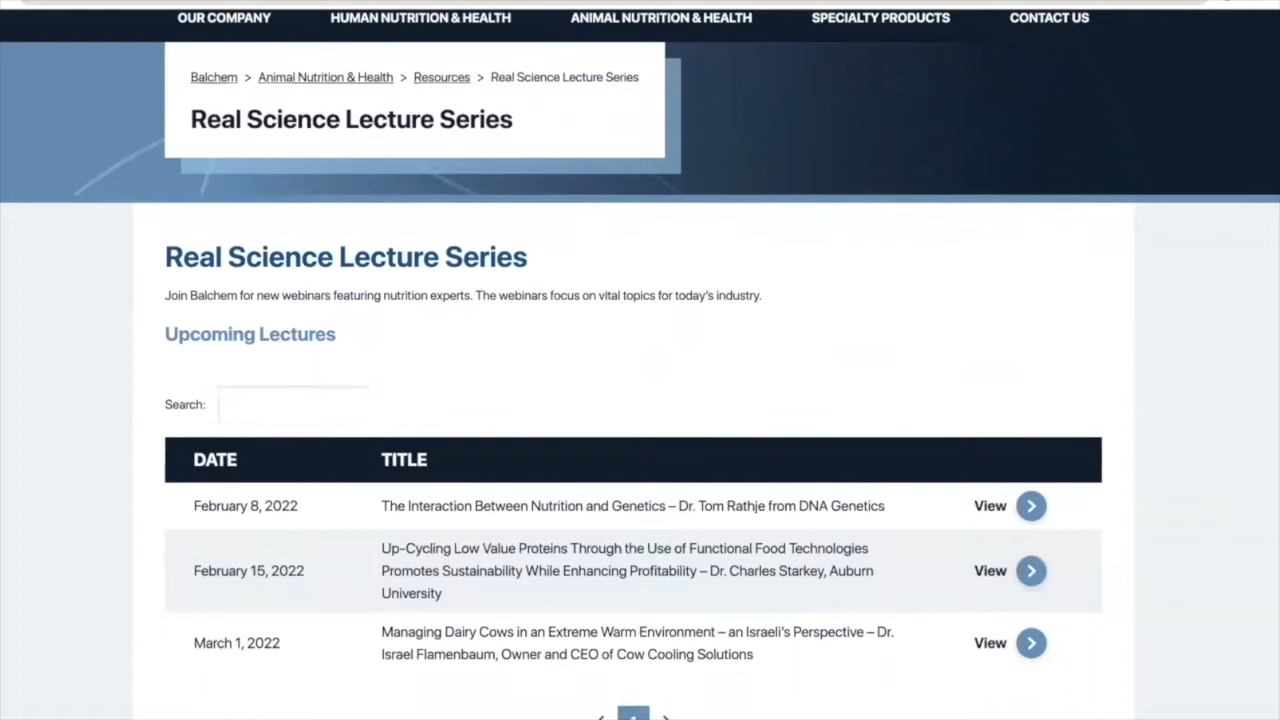 OUR COMPANY HUMAN NUTRITION & HEALTH ANIMAL NUTRITION & HEALTH SPECIALTY PRODUCTS CONTACT US
Balchem > Animal Nutrition & Health > Resources > Real Science Lecture Series
Real Science Lecture Series
Real Science Lecture Series
Join Balchem for new webinars featuring nutrition experts. The webinars focus on vital topics for today's industry.
Upcoming Lectures
Search:
DATE TITLE
February 8, 2022 The Interaction Between Nutrition and Genetics – Dr. Tom Rathje from DNA Genetics View
Up-Cycling Low Value Proteins Through the Use of Functional Food Technologies
February 15, 2022 Promotes Sustainability While Enhancing Profitability – Dr. Charles Starkey, Auburn View
University
Managing Dairy Cows in an Extreme Warm Environment – an Israeli's Perspective – Dr.
March 1, 2022 View
Israel Flamenbaum, Owner and CEO of Cow Cooling Solutions
1